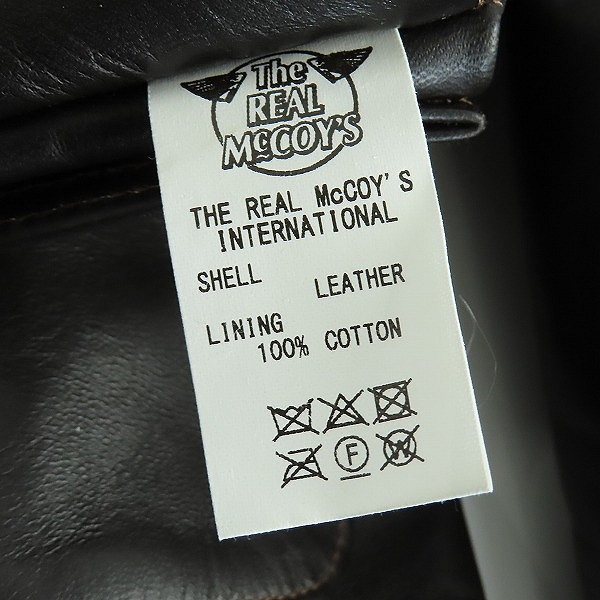 The
REAL
McCOY'S
THE REAL McCOY'S
INTERNATIONAL
SHELL LEATHER
LINING
100% COTTON
F W